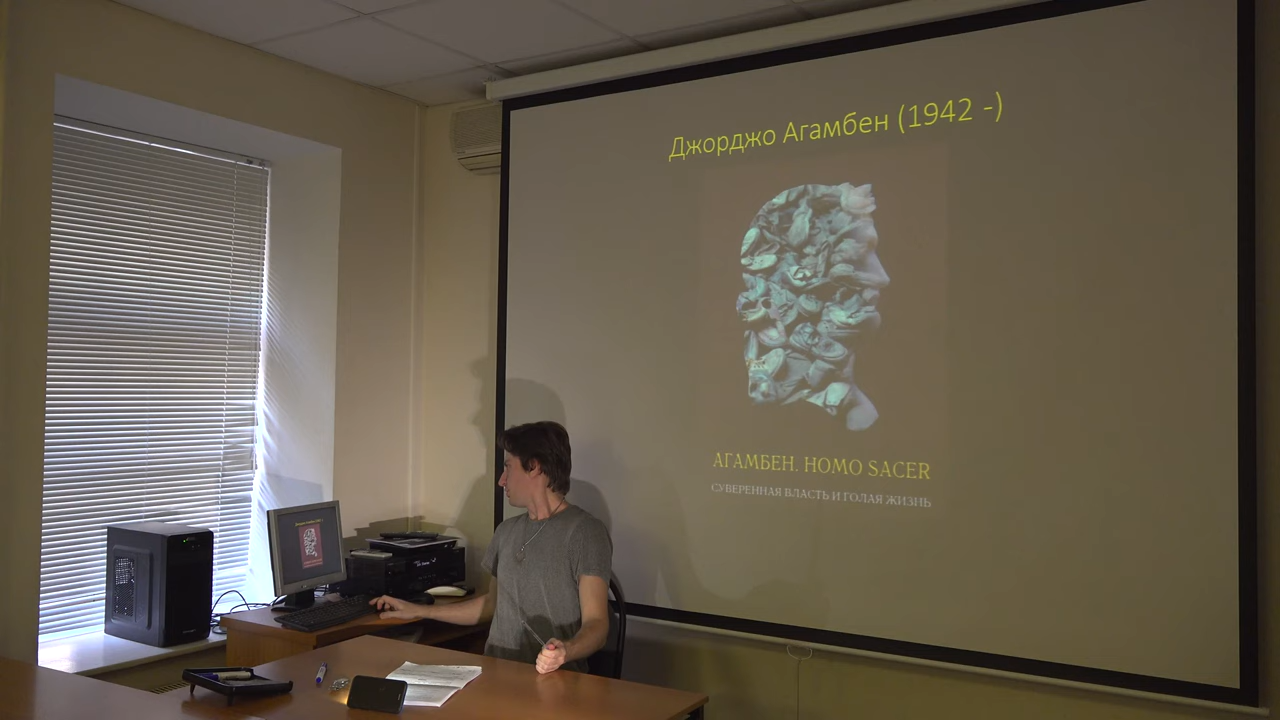 Джорджо Агамбен (1942 -)
АГАМБЕН. HOMO SACER
СУВЕРЕННАЯ ВЛАСТЬ И ГОЛАЯ ЖИЗНЬ